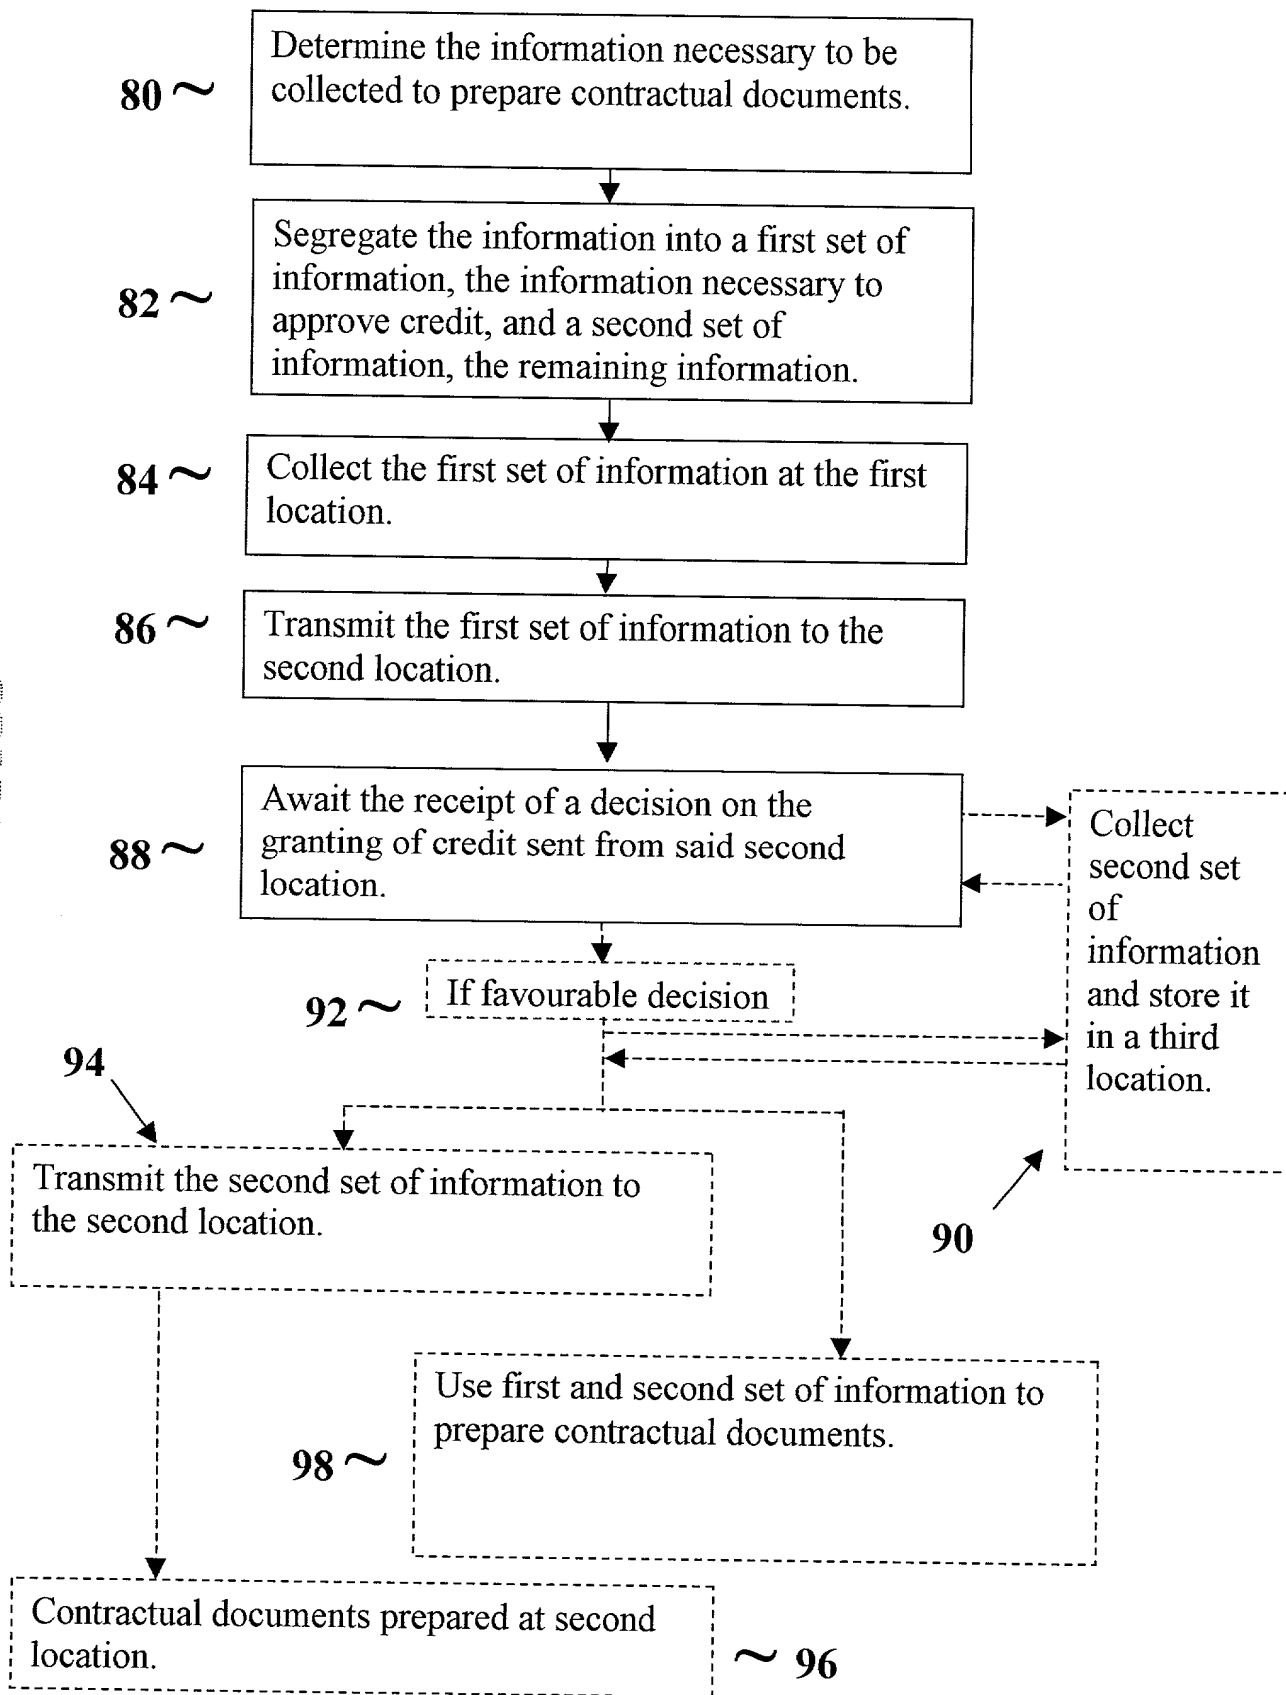 Determine the information necessary to be
collected to prepare contractual documents.
80 ~
Segregate the information into a first set of
information, the information necessary to
approve credit, and a second set of
information, the remaining information.
82 ~
Collect the first set of information at the first
location.
84 ~
Transmit the first set of information to the
second location.
86 ~
Await the receipt of a decision on the
granting of credit sent from said second
location.
88 ~
Collect
second set
of
information
and store it
in a third
location.
90
If favourable decision
92 ~
94
Transmit the second set of information to
the second location.
Use first and second set of information to
prepare contractual documents.
98 ~
Contractual documents prepared at second
location.
~ 96